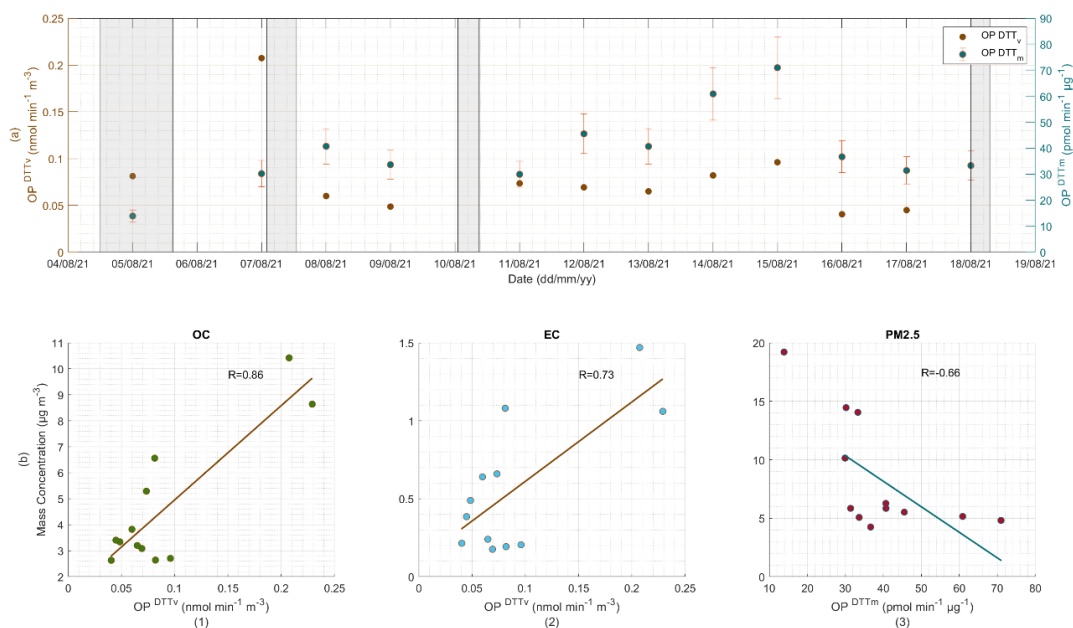 0.25
0.2
0.15
0.1
0.05
0
(a)
OP DTTv (nmol min-1 m-3)
90
80
70
60
50
40
30
20
10
0
OP DTTm (pmol min-1 µg-1)
OP DTTv
OP DTTm
04/08/21 05/08/21 06/08/21 07/08/21 08/08/21 09/08/21 10/08/21 11/08/21 12/08/21 13/08/21 14/08/21 15/08/21 16/08/21 17/08/21 18/08/21 19/08/21
Date (dd/mm/yy)
OC
11
10
9
8
7
6
5
4
3
2
(b)
Mass Concentration (µg m-3)
R=0.86
0 0.05 0.1 0.15 0.2 0.25
OP DTTv (nmol min-1 m-3)
(1)
EC
1.5
1
0.5
0
R=0.73
0 0.05 0.1 0.15 0.2 0.25
OP DTTv (nmol min-1 m-3)
(2)
PM2.5
20
15
10
5
0
R=-0.66
10 20 30 40 50 60 70 80
OP DTTm (pmol min-1 µg-1)
(3)